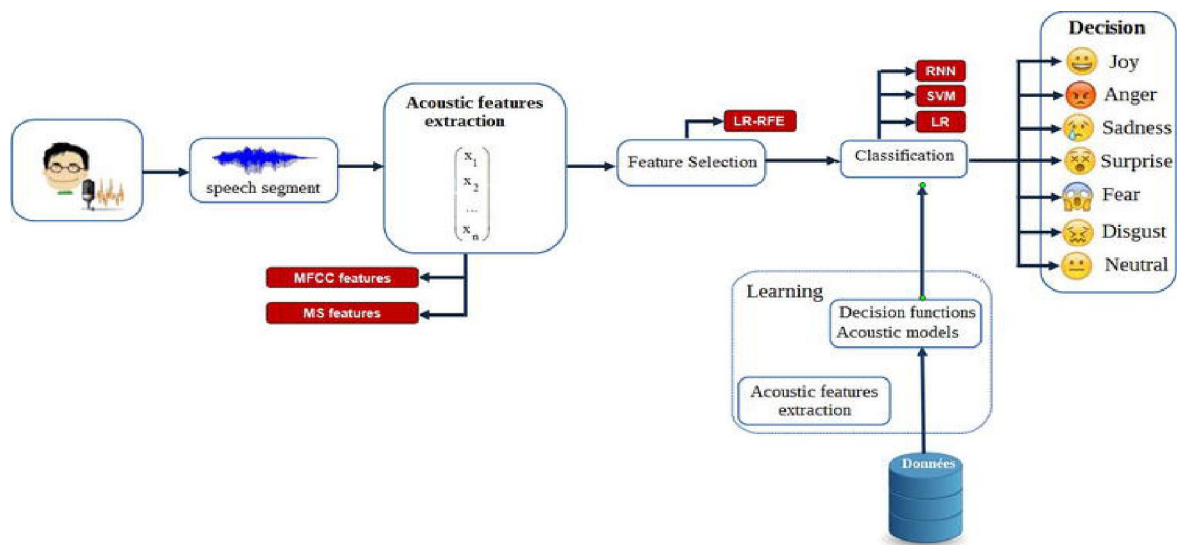 speech segment
Acoustic features
extraction
x1
x2
...
xn
MFCC features
MS features
LR-RFE
Feature Selection
RNN
SVM
LR
Classification
Decision
Joy
Anger
Sadness
Surprise
Fear
Disgust
Neutral
Learning
Decision functions
Acoustic models
Acoustic features
extraction
Données